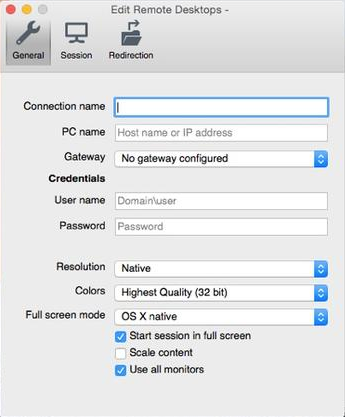 Edit Remote Desktops -
General Session Redirection
Connection name
PC name Host name or IP address
Gateway No gateway configured
Credentials
User name Domain\user
Password Password
Resolution Native
Colors Highest Quality (32 bit)
Full screen mode OS X native
Start session in full screen
Scale content
Use all monitors